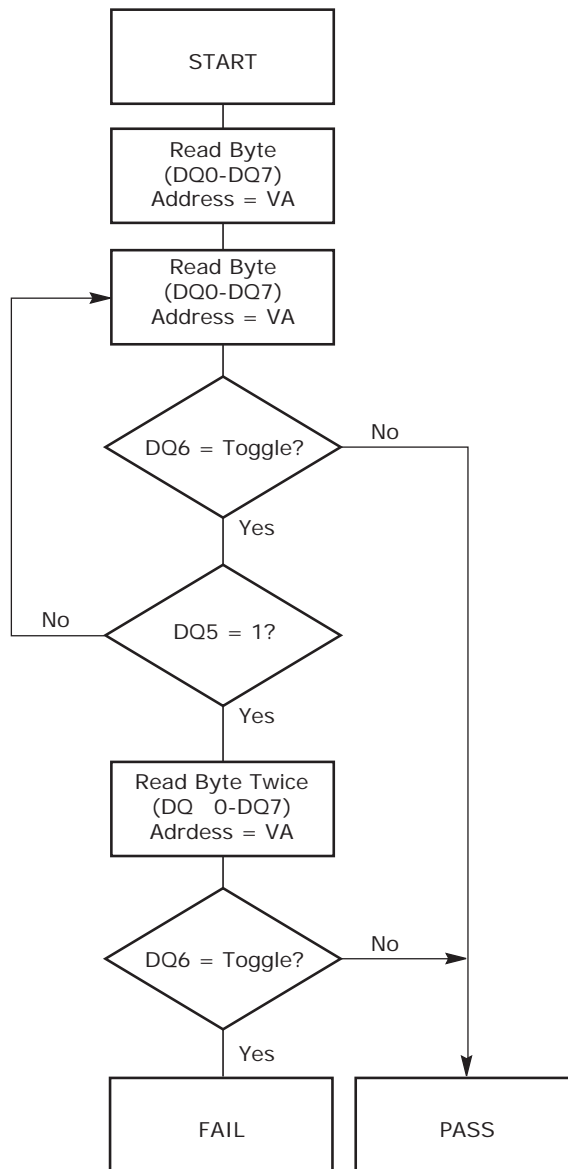 START
Read Byte
(DQ0-DQ7)
Address = VA
Read Byte
(DQ0-DQ7)
Address = VA
DQ6 = Toggle?
No
Yes
No
DQ5 = 1?
Yes
Read Byte Twice
(DQ 0-DQ7)
Adrdess = VA
DQ6 = Toggle?
No
Yes
FAIL
PASS